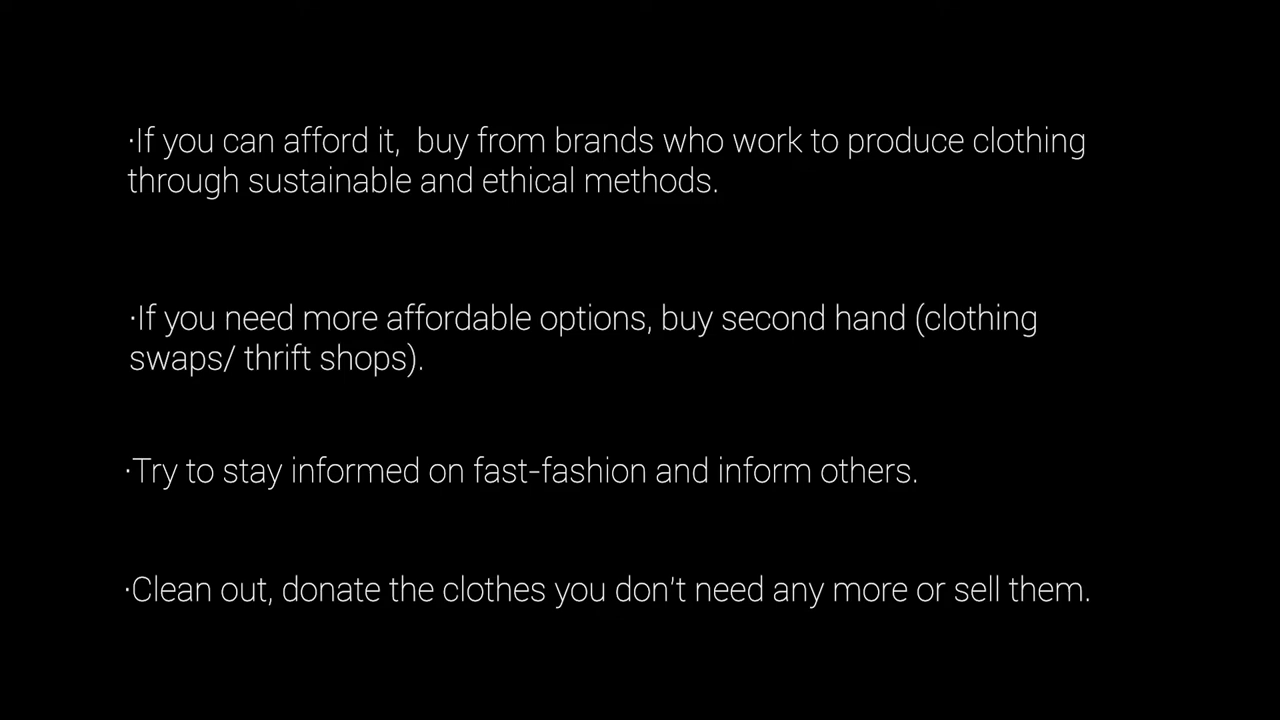 ·If you can afford it,  buy from brands who work to produce clothing
through sustainable and ethical methods.
·If you need more affordable options, buy second hand (clothing
swaps/ thrift shops).
·Try to stay informed on fast-fashion and inform others.
·Clean out, donate the clothes you don't need any more or sell them.